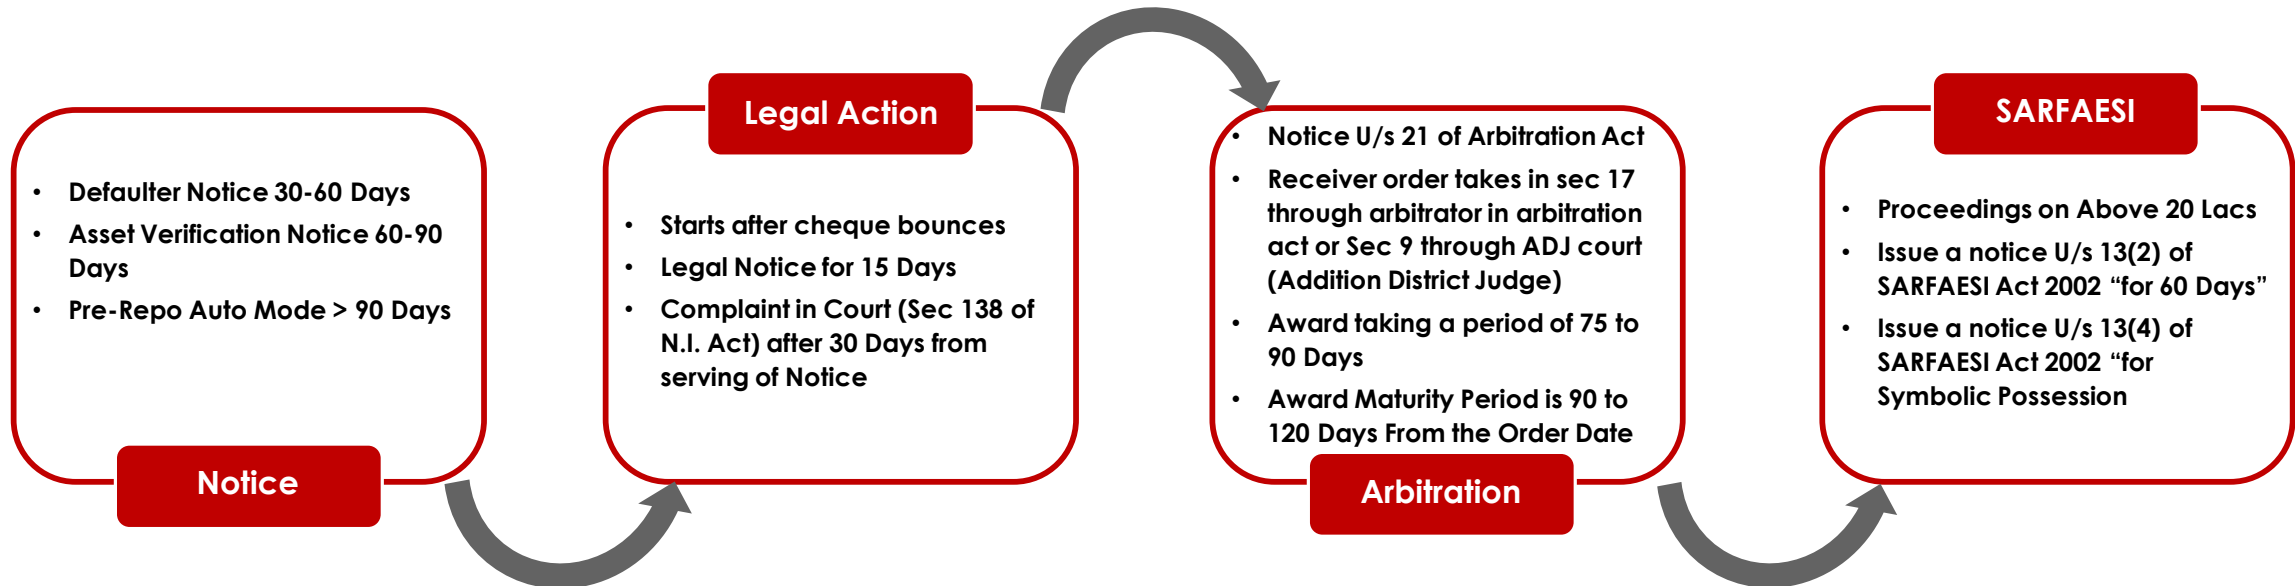 • Defaulter Notice 30-60 Days
• Asset Verification Notice 60-90
Days
• Pre-Repo Auto Mode > 90 Days
Notice
Legal Action
• Starts after cheque bounces
• Legal Notice for 15 Days
• Complaint in Court (Sec 138 of
N.I. Act) after 30 Days from
serving of Notice
• Notice U/s 21 of Arbitration Act
• Receiver order takes in sec 17
through arbitrator in arbitration
act or Sec 9 through ADJ court
(Addition District Judge)
• Award taking a period of 75 to
90 Days
• Award Maturity Period is 90 to
120 Days From the Order Date
Arbitration
SARFAESI
• Proceedings on Above 20 Lacs
• Issue a notice U/s 13(2) of
SARFAESI Act 2002 “for 60 Days”
• Issue a notice U/s 13(4) of
SARFAESI Act 2002 “for
Symbolic Possession